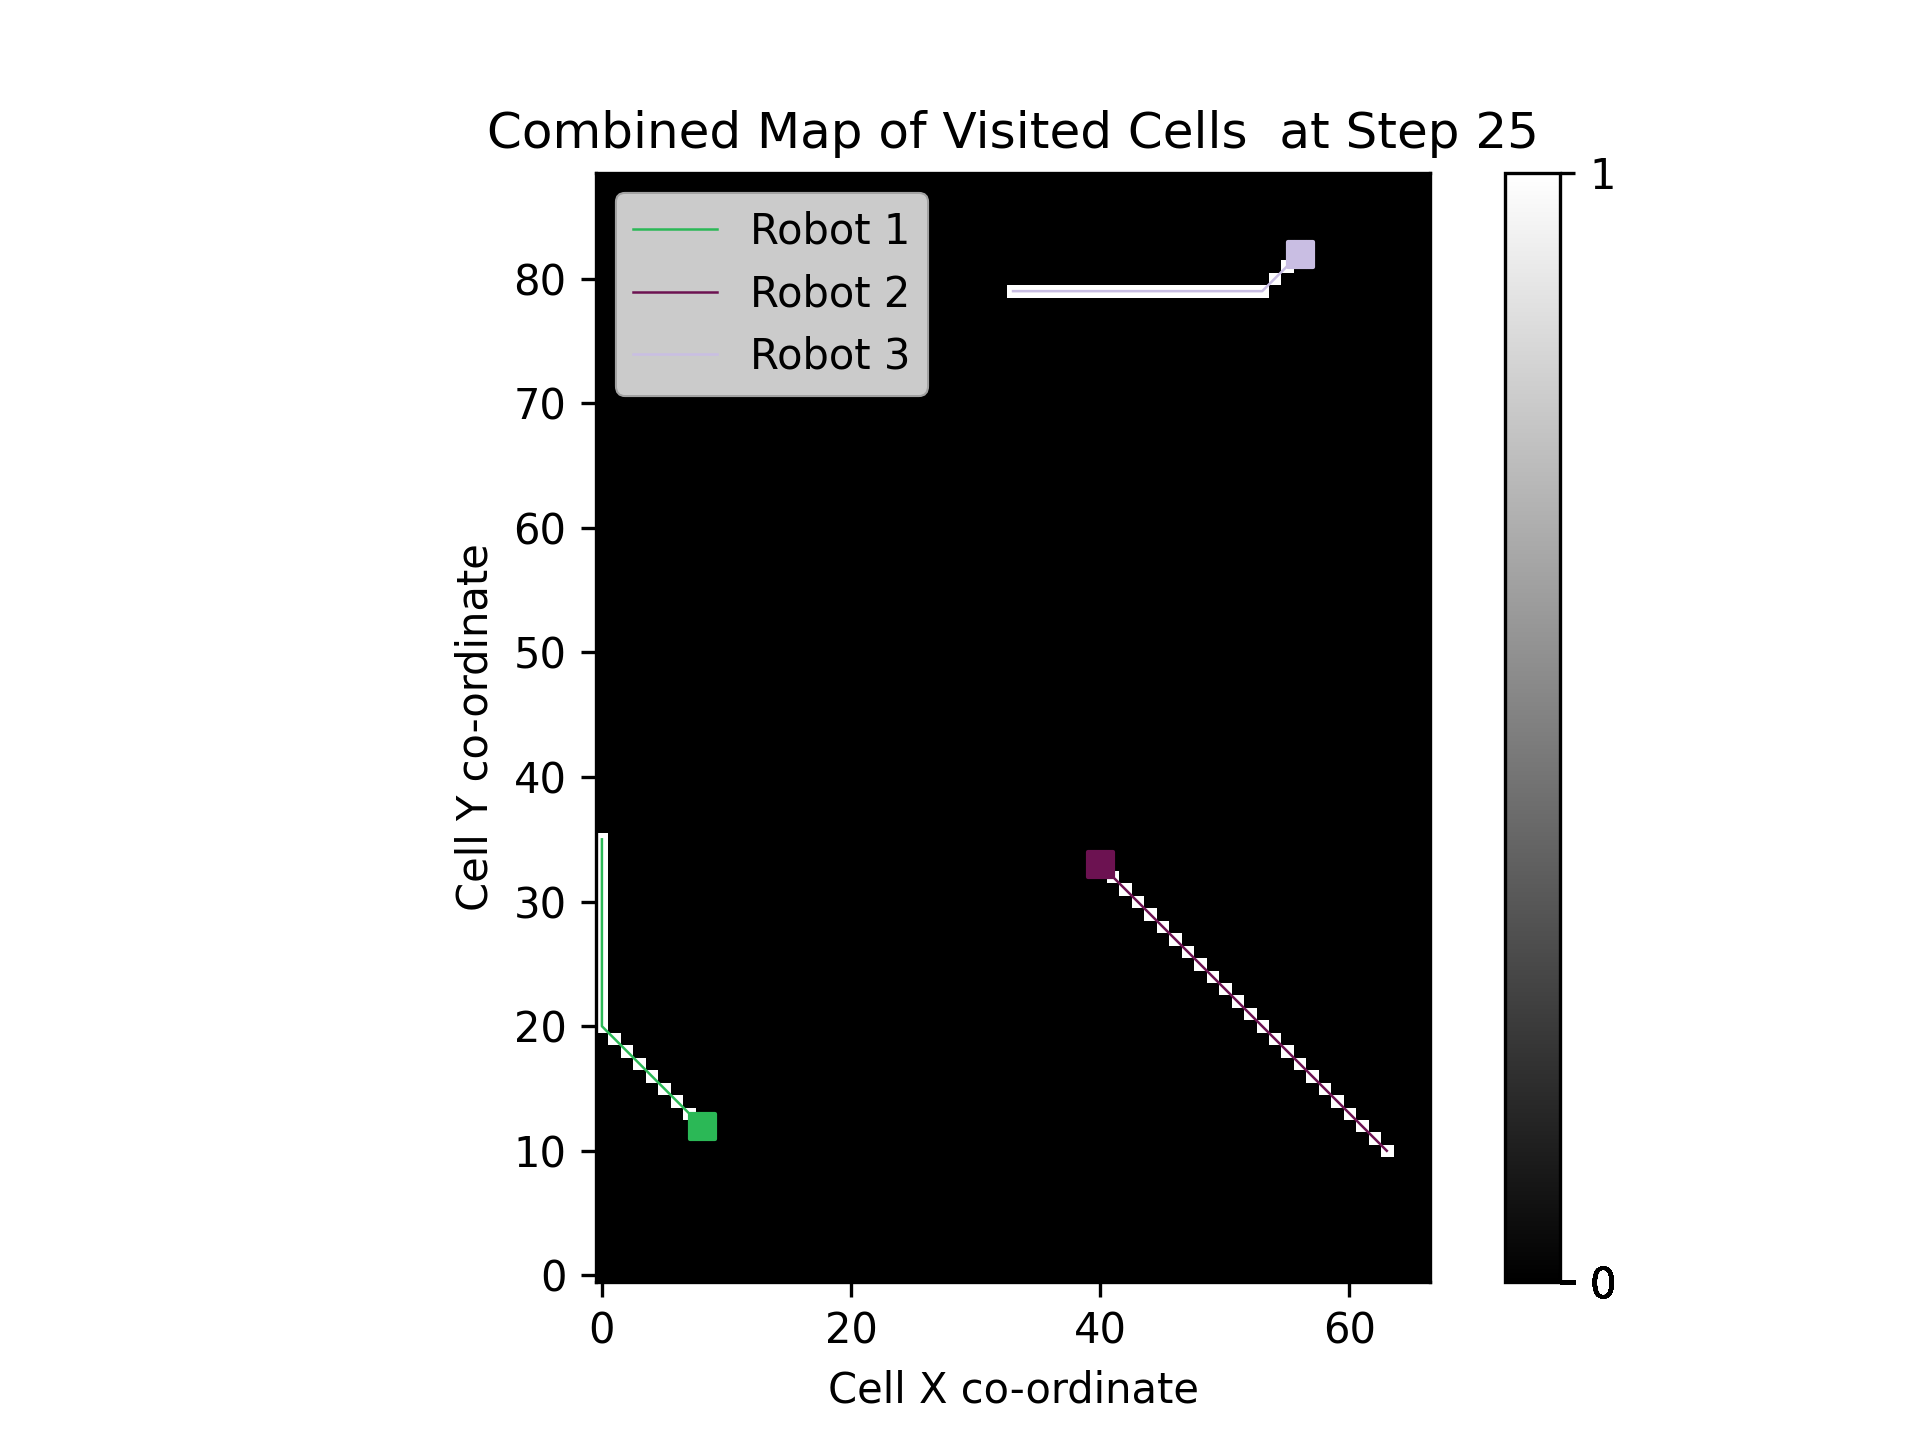 Combined Map of Visited Cells  at Step 25
Robot 1
Robot 2
Robot 3
80
70
60
50
40
30
20
10
0
Cell Y co-ordinate
0 20 40 60
Cell X co-ordinate
1
0